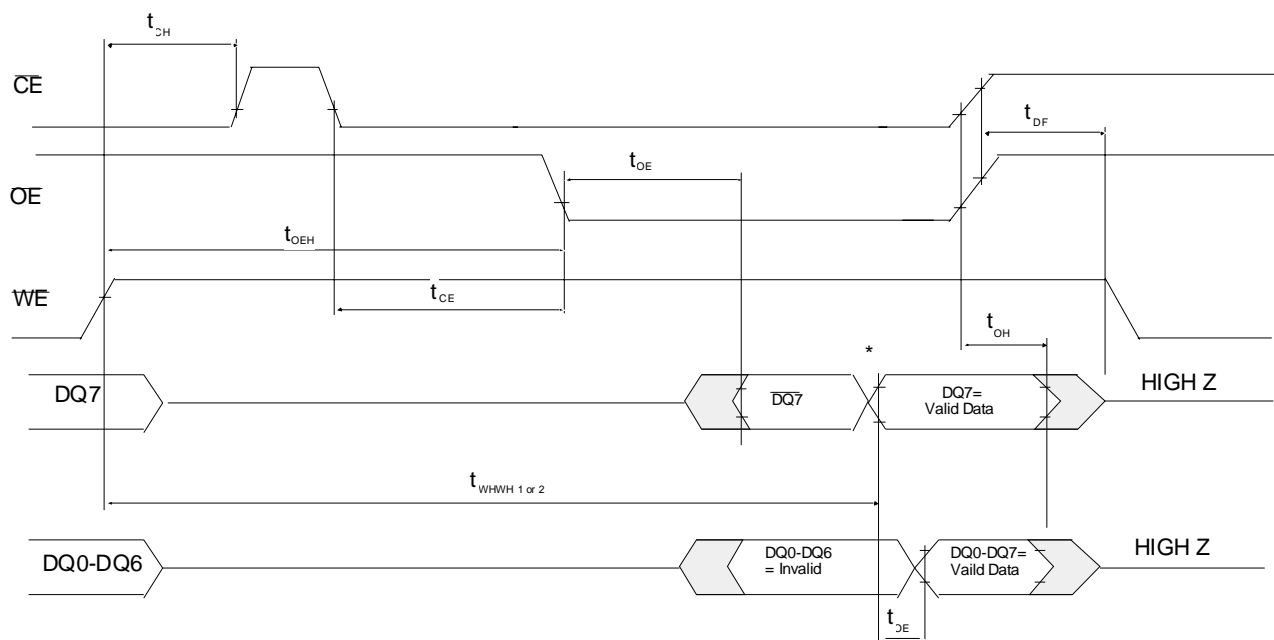 tCH
CE
tDF
tOE
OE
tOEH
WE
tCE
tOH
*
DQ7
DQ7
DQ7=
Valid Data
HIGH Z
tWHWH 1 or 2
DQ0-DQ6
DQ0-DQ6
= Invalid
DQ0-DQ7=
Vaild Data
HIGH Z
tOE